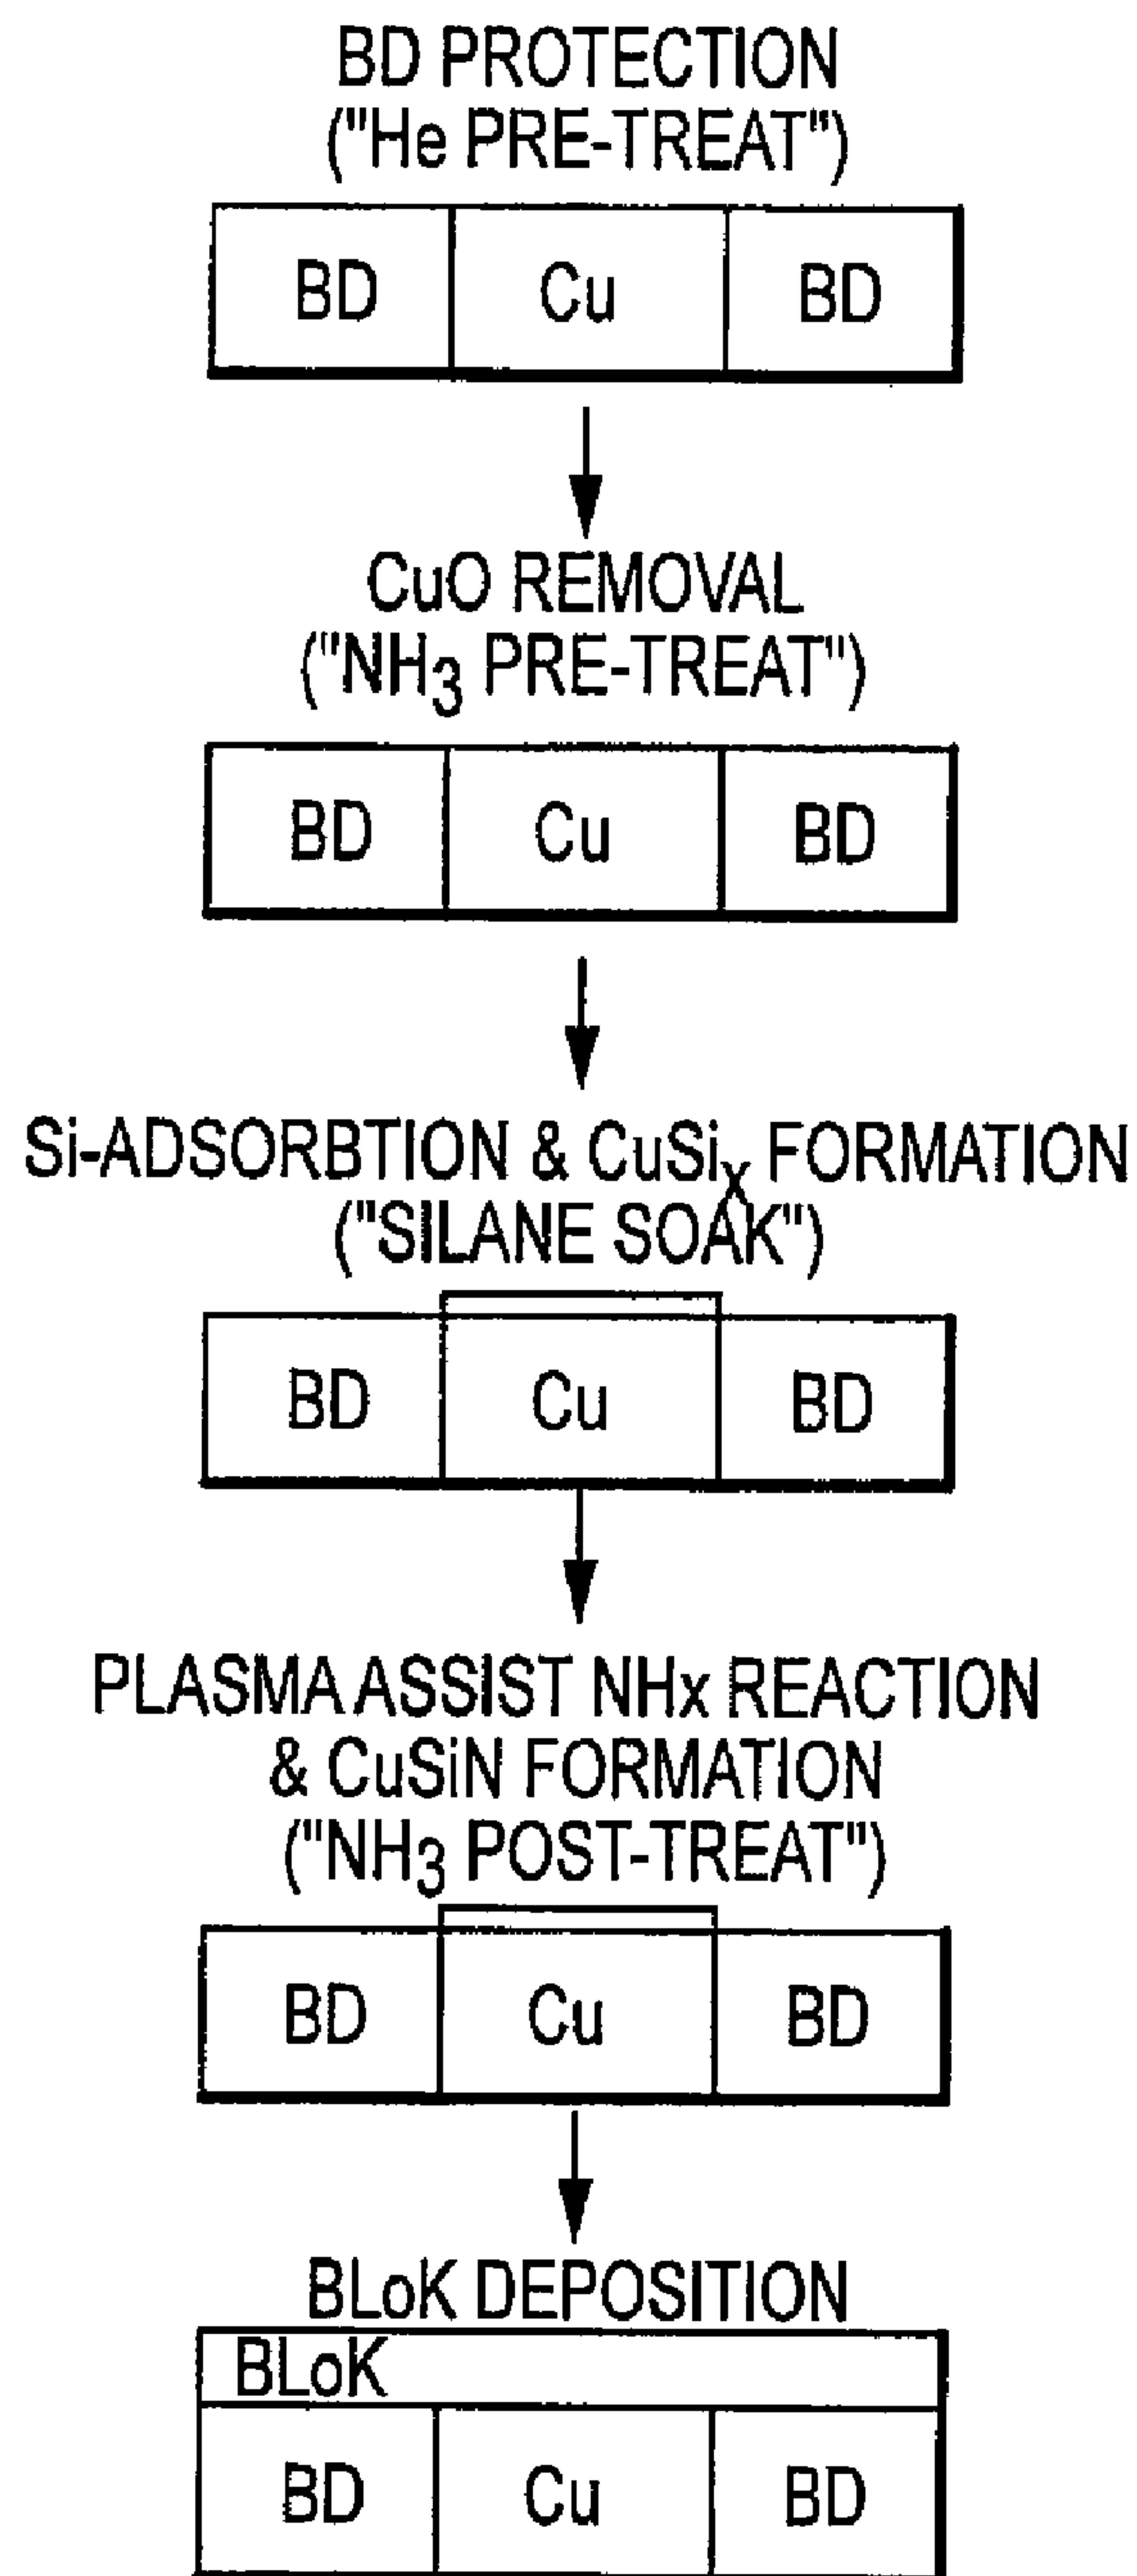 BD PROTECTION
("He PRE-TREAT")
BD Cu BD
CuO REMOVAL
("NH3 PRE-TREAT")
BD Cu BD
Si-ADSORBTION & CuSix FORMATION
("SILANE SOAK")
BD Cu BD
PLASMA ASSIST NHx REACTION
& CuSiN FORMATION
("NH3 POST-TREAT")
BD Cu BD
BLoK DEPOSITION
BLoK
BD Cu BD